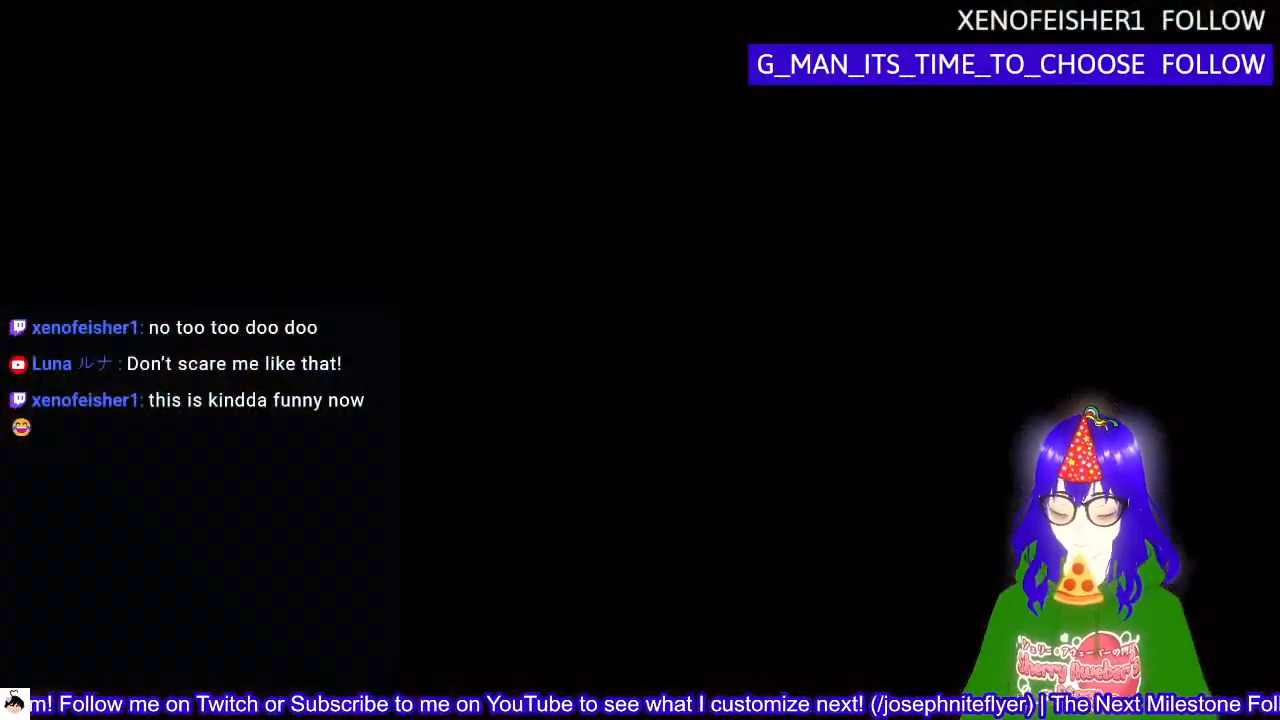 XENOFEISHER1 FOLLOW
G_MAN_ITS_TIME_TO_CHOOSE FOLLOW
xenofeisher1: no too too doo doo
Luna ルナ : Don’t scare me like that!
xenofeisher1: this is kindda funny now
😂
Sherry Aweber's
m! Follow me on Twitch or Subscribe to me on YouTube to see what I customize next! (/josephniteflyer) | The Next Milestone Fol